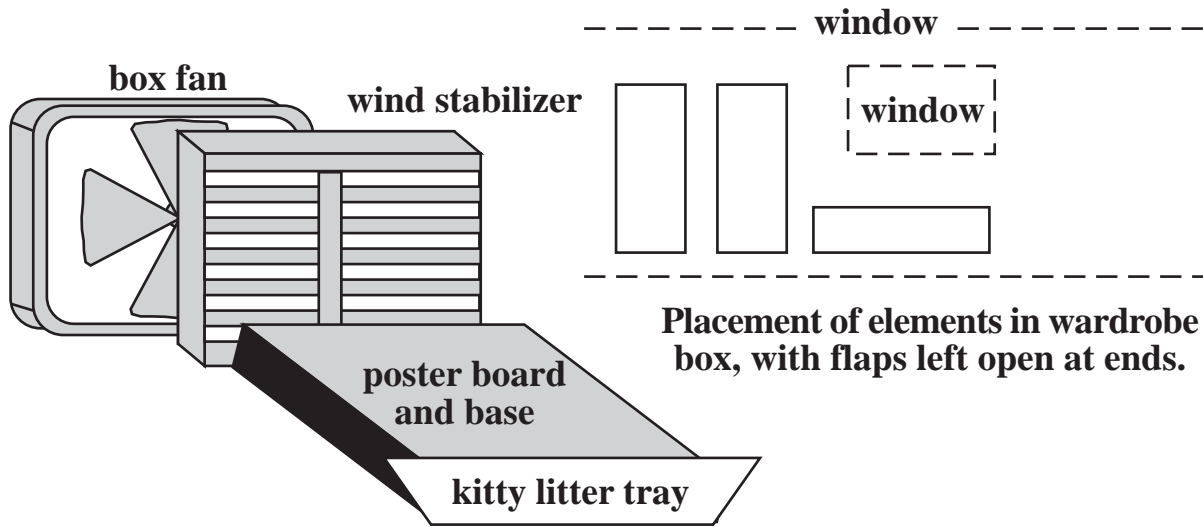 window
box fan
wind stabilizer
window
Placement of elements in wardrobe
box, with flaps left open at ends.
poster board
and base
kitty litter tray